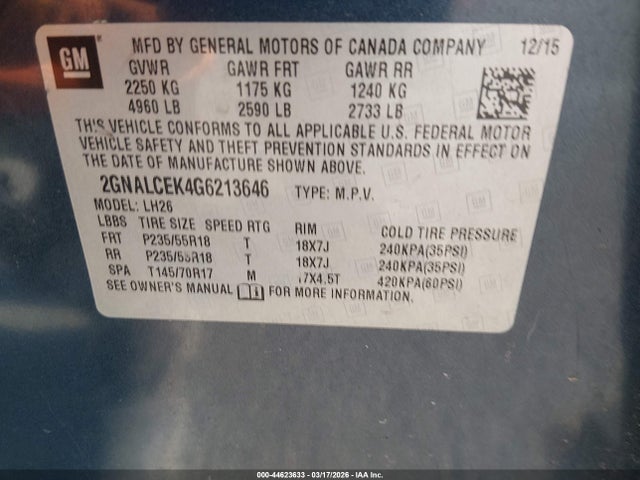 GM MFD BY GENERAL MOTORS OF CANADA COMPANY 12/15
GVWR GAWR FRT GAWR RR
2250 KG 1175 KG 1240 KG
4960 LB 2590 LB 2733 LB
THIS VEHICLE CONFORMS TO ALL APPLICABLE U.S. FEDERAL MOTOR
VEHICLE SAFETY AND THEFT PREVENTION STANDARDS IN EFFECT ON
THE DATE OF MANUFACTURE SHOWN ABOVE.
2GNALCEK4G6213646 TYPE: M.P.V.
MODEL: LH26
LBBS TIRE SIZE SPEED RTG RIM COLD TIRE PRESSURE
FRT P235/55R18 T 18X7J 240KPA(35PSI)
RR P235/55R18 T 18X7J 240KPA(35PSI)
SPA T145/70R17 M 17X4.5T 420KPA(60PSI)
SEE OWNER'S MANUAL FOR MORE INFORMATION.
000-44623633 - 03/17/2026 - IAA Inc.